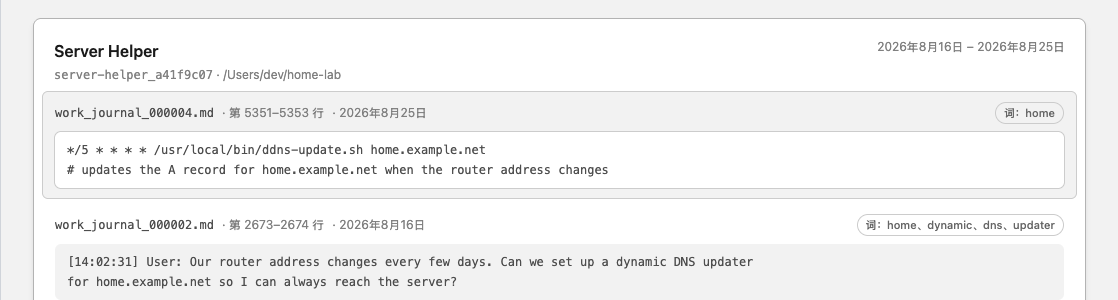 Server Helper
2026年8月16日 – 2026年8月25日
server-helper_a41f9c07 · /Users/dev/home-lab
work_journal_000004.md · 第 5351–5353 行 · 2026年8月25日
词：home
*/5 * * * * /usr/local/bin/ddns-update.sh home.example.net
# updates the A record for home.example.net when the router address changes
work_journal_000002.md · 第 2673–2674 行 · 2026年8月16日
词：home、dynamic、dns、updater
[14:02:31] User: Our router address changes every few days. Can we set up a dynamic DNS updater
for home.example.net so I can always reach the server?